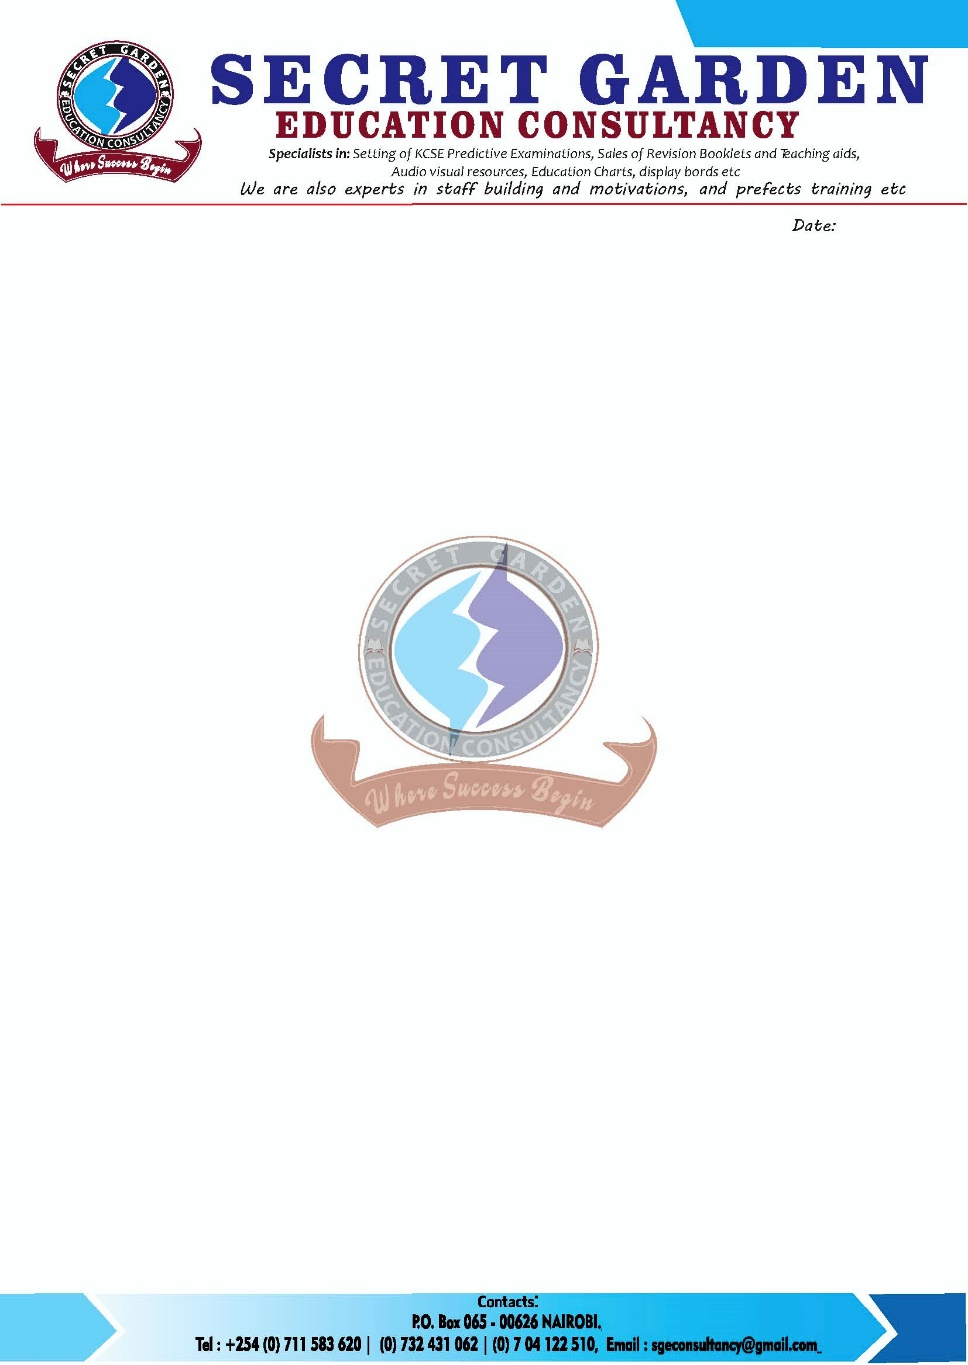 SECRET GARDEN
EDUCATION CONSULTANCY
Where Success Begin
SECRET GARDEN
EDUCATION CONSULTANCY
Specialists in: Setting of KCSE Predictive Examinations, Sales of Revision Booklets and Teaching aids,
Audio visual resources, Education Charts, display bords etc
We are also experts in staff building and motivations, and prefects training etc
Date:
SECRET GARDEN
EDUCATION CONSULTANCY
Where Success Begin
Contacts:
P.O. Box 065 - 00626 NAIROBI.
Tel : +254 (0) 711 583 620 | (0) 732 431 062 | (0) 7 04 122 510, Email : sgeconsultancy@gmail.com